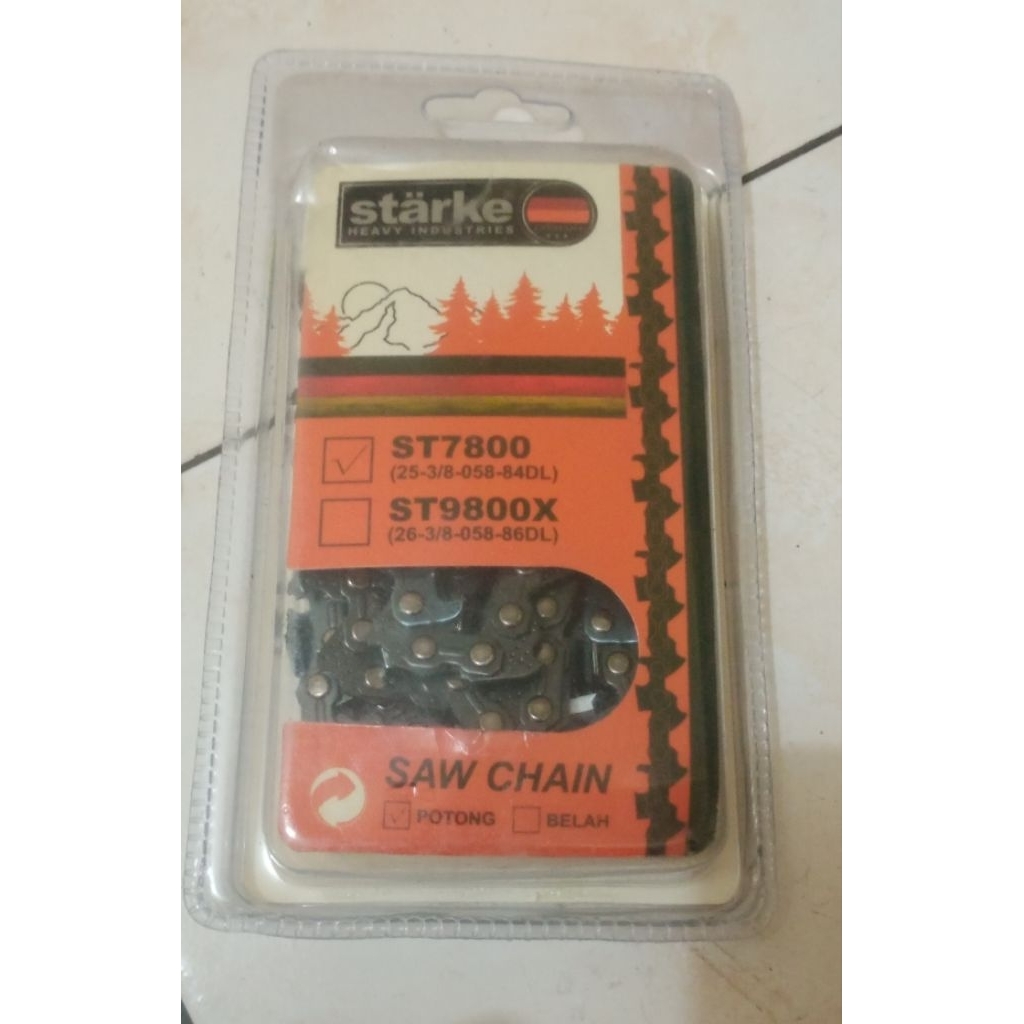 stärke
HEAVY INDUSTRIES
ST7800
(25-3/8-058-84DL)
ST9800X
(26-3/8-058-86DL)
SAW CHAIN
POTONG BELAH